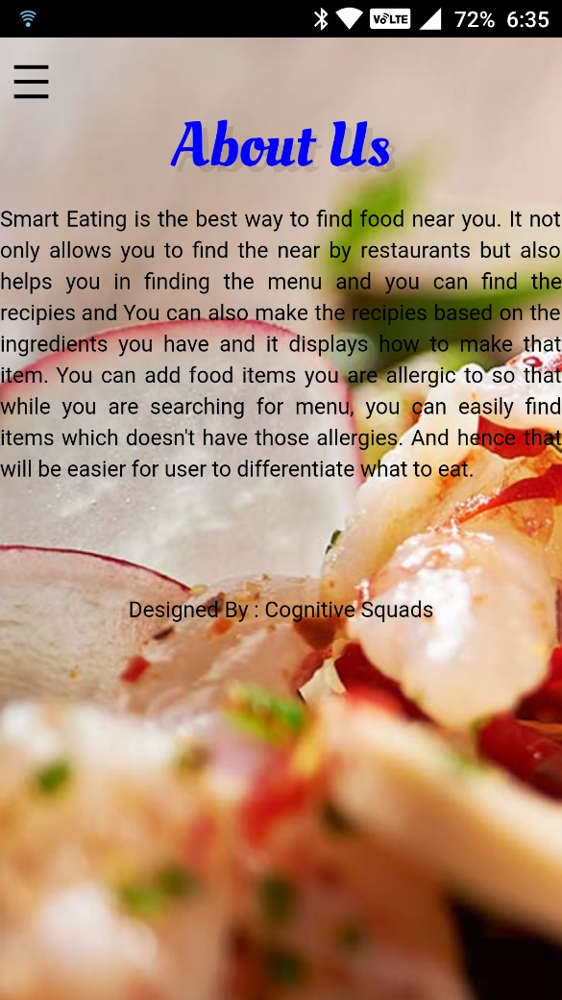 VoLTE 72% 6:35
About Us
Smart Eating is the best way to find food near you. It not
only allows you to find the near by restaurants but also
helps you in finding the menu and you can find the
recipies and You can also make the recipies based on the
ingredients you have and it displays how to make that
item. You can add food items you are allergic to so that
while you are searching for menu, you can easily find
items which doesn't have those allergies. And hence that
will be easier for user to differentiate what to eat.
Designed By : Cognitive Squads